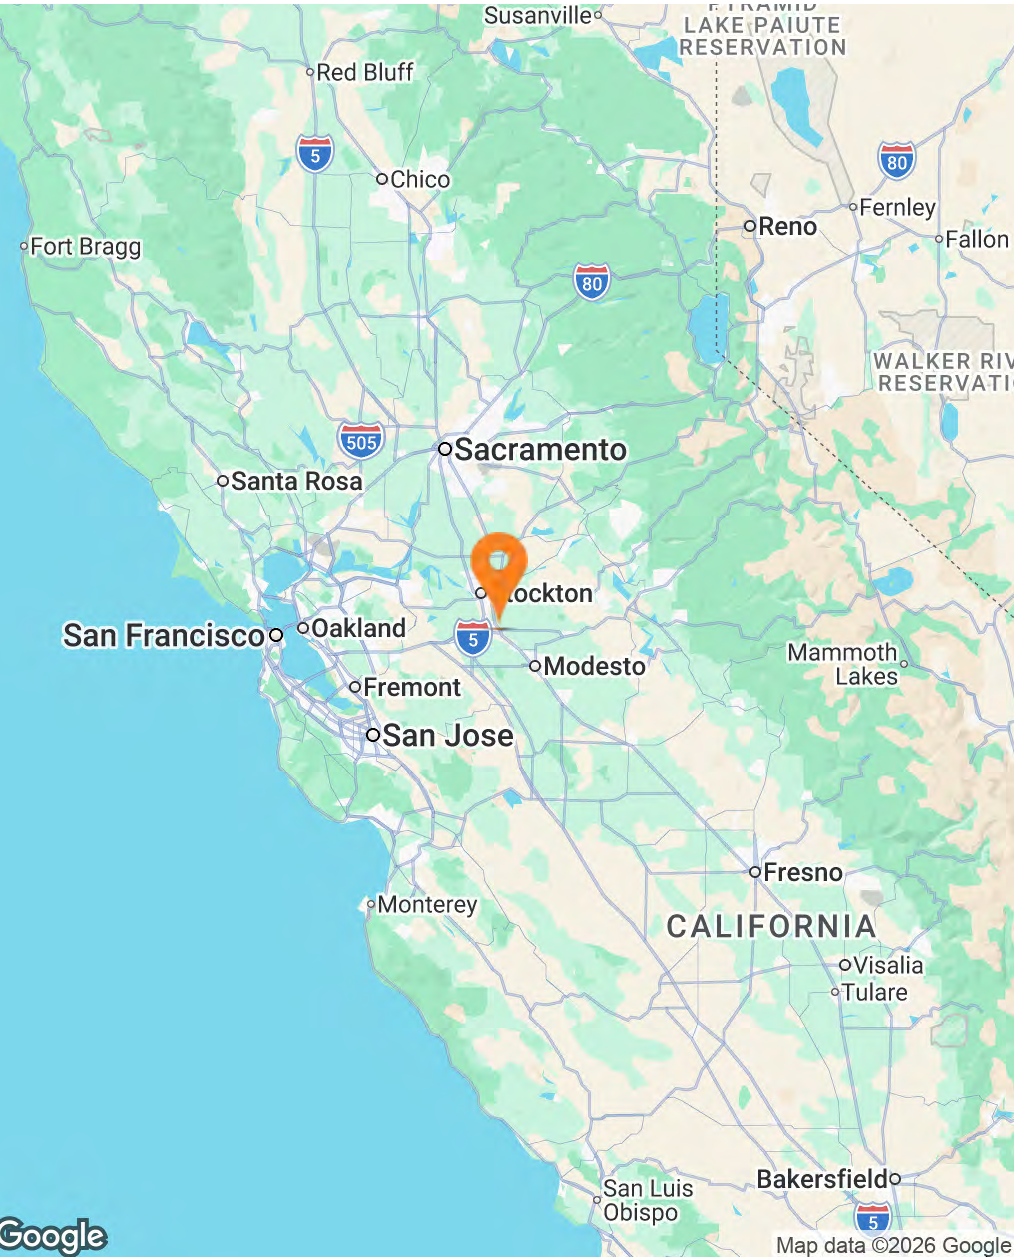 Susanville
PYRAMID
LAKE PAIUTE
RESERVATION
Red Bluff
5
80
Chico
Fernley
Reno
Fort Bragg
Fallon
80
WALKER RIV
RESERVATI
505
Sacramento
Santa Rosa
tockton
San Francisco
Oakland
5
Modesto
Mammoth
Lakes
Fremont
San Jose
Fresno
Monterey
CALIFORNIA
Visalia
Tulare
Bakersfield
San Luis
Obispo
5
Google
Map data ©2026 Google